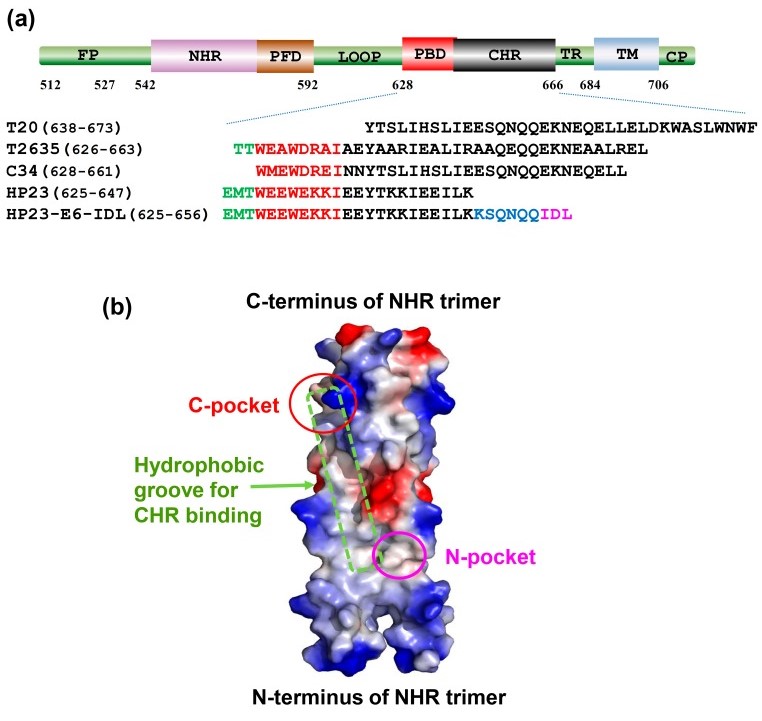 (a)
FP NHR PFD LOOP PBD CHR TR TM CP
512 527 542 592 628 666 684 706
T20(638-673) YTSLIHSLIEESQNQQEKNEQELLELDKWASLWNWF
T2635(626-663) TTWEAWDRAIAEYAARIEALIRAAQEQQEKNEAALREL
C34(628-661) WMEWDREINNYTSLIHSLIEESQNQQEKNEQELL
HP23(625-647) EMTWEEWEKKIEEYTKKIEEILK
HP23-E6-IDL(625-656) EMTWEEWEKKIEEYTKKIEEILKKSQNQQIDL
(b)
C-terminus of NHR trimer
C-pocket
Hydrophobic
groove for
CHR binding
N-pocket
N-terminus of NHR trimer